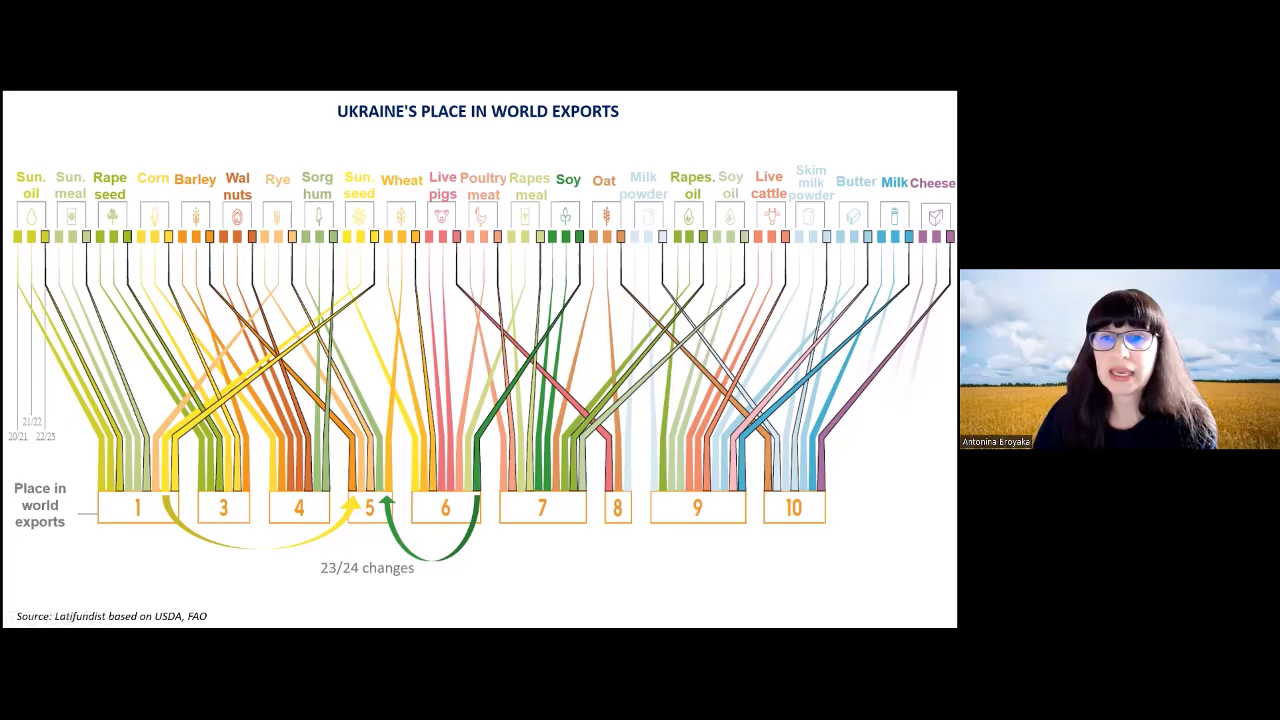 UKRAINE'S PLACE IN WORLD EXPORTS
Sun.
oil
Sun.
meal
Rape
seed
Corn
Barley
Wal
nuts
Rye
Sorg
hum
Sun.
seed
Wheat
Live
pigs
Poultry
meat
Rapes
meal
Soy
Oat
Milk
powder
Rapes.
oil
Soy
oil
Live
cattle
Skim
milk
powder
Butter
Milk
Cheese
21/22
20/21
22/25
Place in
world
exports
1
3
4
5
6
7
8
9
10
23/24 changes
Source: Latifundist based on USDA, FAO
Antonina Broyaka